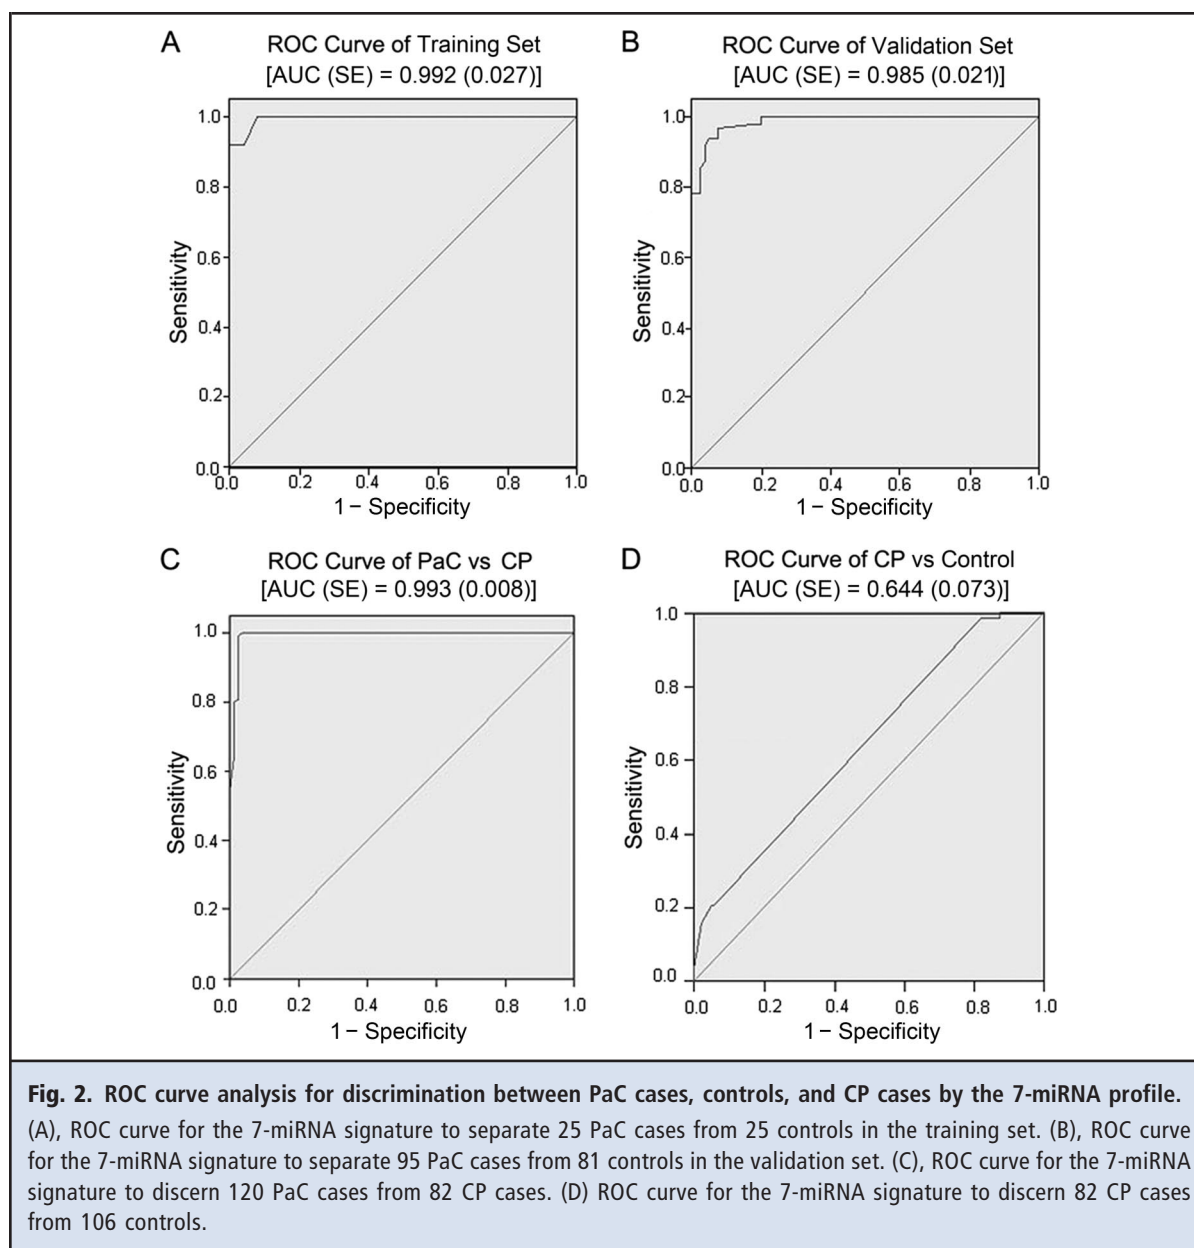 A
ROC Curve of Training Set
[AUC (SE) = 0.992 (0.027)]
1.0
0.8
0.6
0.4
0.2
0.0
Sensitivity
0.0 0.2 0.4 0.6 0.8 1.0
1 – Specificity
B
ROC Curve of Validation Set
[AUC (SE) = 0.985 (0.021)]
1.0
0.8
0.6
0.4
0.2
0.0
Sensitivity
0.0 0.2 0.4 0.6 0.8 1.0
1 – Specificity
C
ROC Curve of PaC vs CP
[AUC (SE) = 0.993 (0.008)]
1.0
0.8
0.6
0.4
0.2
0.0
Sensitivity
0.0 0.2 0.4 0.6 0.8 1.0
1 – Specificity
D
ROC Curve of CP vs Control
[AUC (SE) = 0.644 (0.073)]
1.0
0.8
0.6
0.4
0.2
0.0
Sensitivity
0.0 0.2 0.4 0.6 0.8 1.0
1 – Specificity
Fig. 2. ROC curve analysis for discrimination between PaC cases, controls, and CP cases by the 7-miRNA profile.
(A), ROC curve for the 7-miRNA signature to separate 25 PaC cases from 25 controls in the training set. (B), ROC curve
for the 7-miRNA signature to separate 95 PaC cases from 81 controls in the validation set. (C), ROC curve for the 7-miRNA
signature to discern 120 PaC cases from 82 CP cases. (D) ROC curve for the 7-miRNA signature to discern 82 CP cases
from 106 controls.